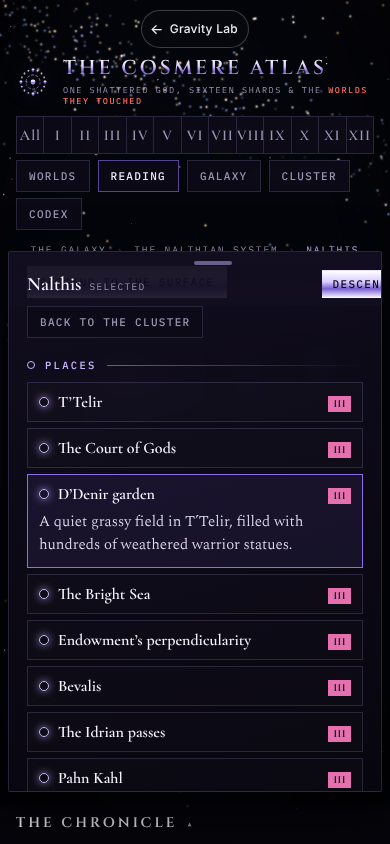 ← Gravity Lab
THE COSMERE ATLAS
ONE SHATTERED GOD, SIXTEEN SHARDS & THE WORLDS
THEY TOUCHED
All I II III IV V VI VII VIII IX X XI XII
WORLDS READING GALAXY CLUSTER
CODEX
THE GALAXY · THE NALTHIAN SYSTEM · NALTHIS
Nalthis SELECTED TO THE SURFACE DESCEN
BACK TO THE CLUSTER
PLACES
T’Telir III
The Court of Gods III
D’Denir garden III
A quiet grassy field in T’Telir, filled with
hundreds of weathered warrior statues.
The Bright Sea III
Endowment’s perpendicularity III
Bevalis III
The Idrian passes III
Pahn Kahl III
THE CHRONICLE